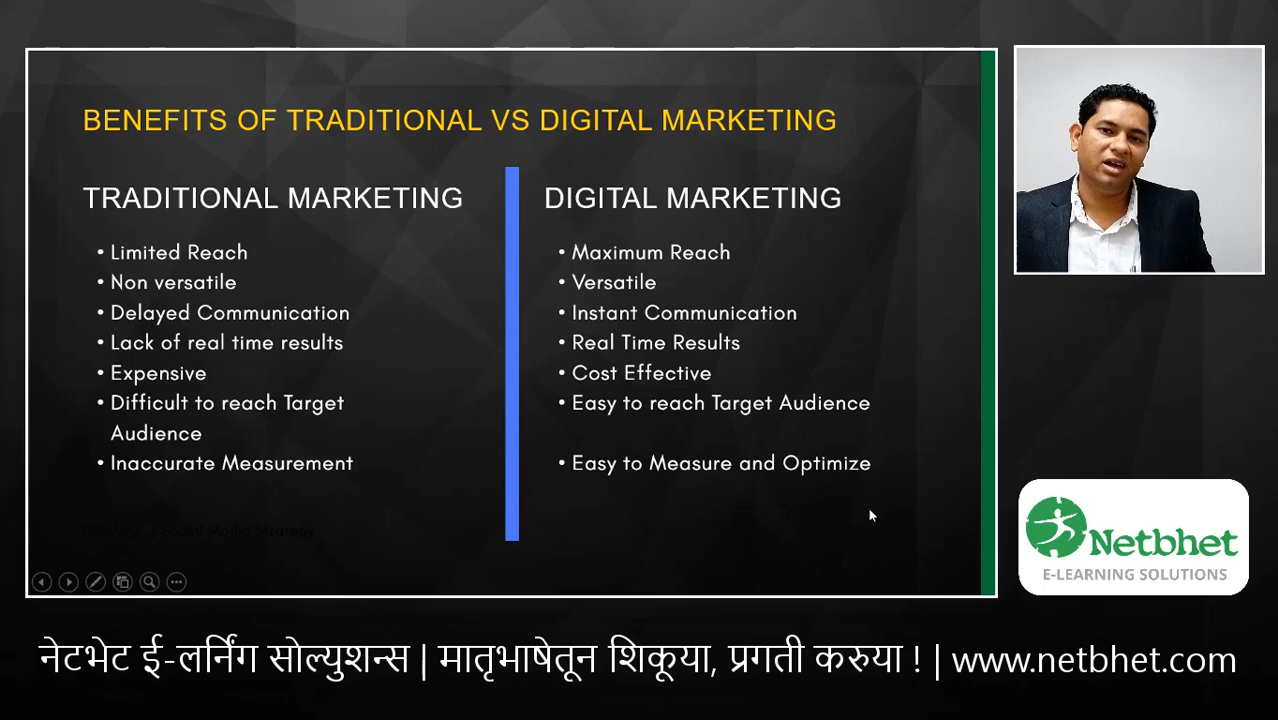 BENEFITS OF TRADITIONAL VS DIGITAL MARKETING
TRADITIONAL MARKETING
• Limited Reach
• Non versatile
• Delayed Communication
• Lack of real time results
• Expensive
• Difficult to reach Target
Audience
• Inaccurate Measurement
DIGITAL MARKETING
• Maximum Reach
• Versatile
• Instant Communication
• Real Time Results
• Cost Effective
• Easy to reach Target Audience
• Easy to Measure and Optimize
Social Media Strategy
Netbhet
E-LEARNING SOLUTIONS
नेटभेट ई-लर्निंग सोल्युशन्स | मातृभाषेतून शिकूया, प्रगती करुया ! | www.netbhet.com